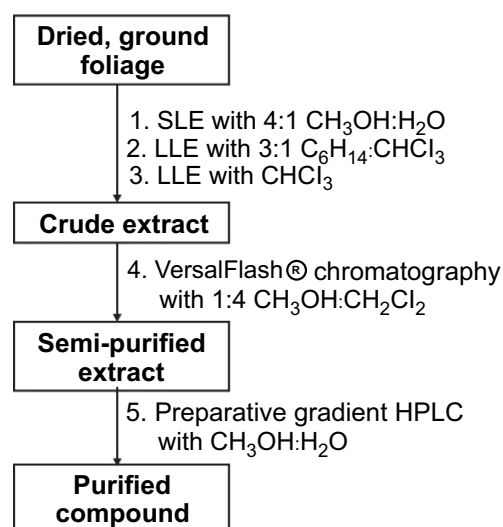 Dried, ground
foliage
1. SLE with 4:1 CH₃OH:H₂O
2. LLE with 3:1 C₆H₁₄:CHCl₃
3. LLE with CHCl₃
Crude extract
4. VersalFlash® chromatography
with 1:4 CH₃OH:CH₂Cl₂
Semi-purified
extract
5. Preparative gradient HPLC
with CH₃OH:H₂O
Purified
compound